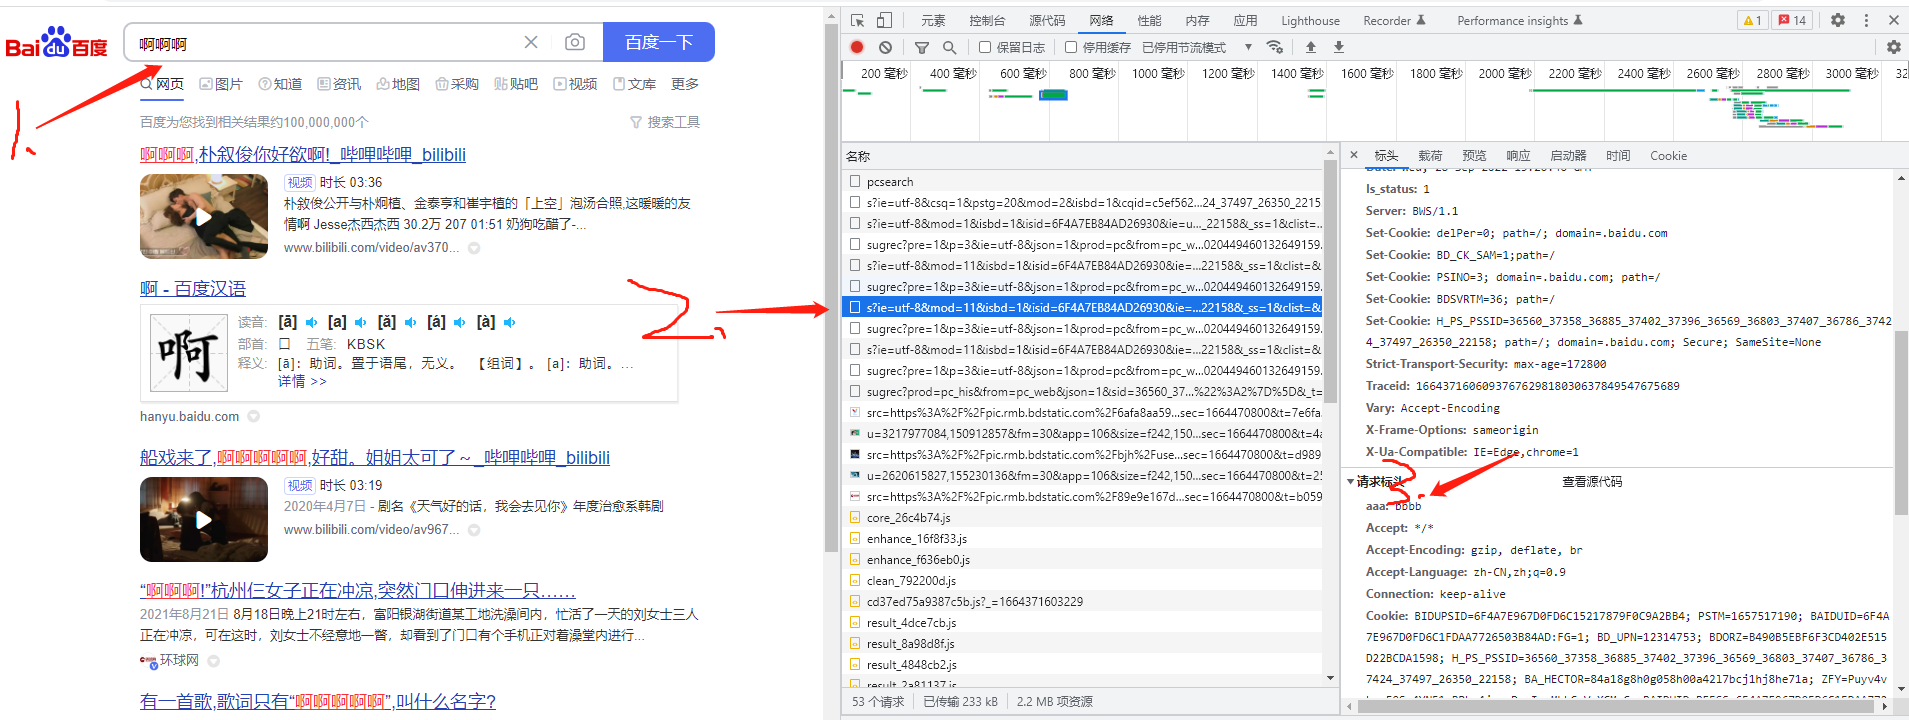 Bai du 百度
啊啊啊
百度一下
网页 图片 知道 资讯 地图 采购 贴吧 视频 文库 更多
百度为您找到相关结果约100,000,000个
搜索工具
1.
啊啊啊,朴叙俊你好欲啊!_哔哩哔哩_bilibili
视频 时长 03:36
朴叙俊公开与朴炯植、金泰亨和崔宇植的「上空」泡汤合照,这暖暖的友
情啊 Jesse杰西杰西 30.2万 207 01:51 奶狗吃醋了-...
www.bilibili.com/video/av370...
啊 - 百度汉语
啊
读音: [ā] [a] [ǎ] [á] [à]
部首: 口 五笔: KBSK
释义: [ā]: 助词。置于语尾，无义。 【组词】。 [a]: 助词。...
详情 >>
hanyu.baidu.com
2.
船戏来了,啊啊啊啊啊,好甜。姐姐太可了～_哔哩哔哩_bilibili
视频 时长 03:19
2020年4月7日 - 剧名《天气好的话，我会去见你》年度治愈系韩剧
www.bilibili.com/video/av967...
“啊啊啊!”杭州仨女子正在冲凉,突然门口伸进来一只……
2021年8月21日 8月18日晚上21时左右，富阳银湖街道某工地洗澡间内，忙活了一天的刘女士三人
正在冲凉，可在这时，刘女士不经意地一瞥，却看到了门口有个手机正对着澡堂内进行...
环球网
有一首歌,歌词只有“啊啊啊啊啊”,叫什么名字?
元素 控制台 源代码 网络 性能 内存 应用 Lighthouse Recorder Performance insights 1 14
保留日志 停用缓存 已停用节流模式
200 毫秒 400 毫秒 600 毫秒 800 毫秒 1000 毫秒 1200 毫秒 1400 毫秒 1600 毫秒 1800 毫秒 2000 毫秒 2200 毫秒 2400 毫秒 2600 毫秒 2800 毫秒 3000 毫秒 32
名称
pcsearch
s?ie=utf-8&csq=1&pstg=20&mod=2&isbd=1&cqid=c5ef562...24_37497_26350_2215
s?ie=utf-8&mod=1&isbd=1&isid=6F4A7EB84AD26930&ie=u..._22158&_ss=1&clist=
sugrec?pre=1&p=3&ie=utf-8&json=1&prod=pc&from=pc_w...020449460132649159.
s?ie=utf-8&mod=11&isbd=1&isid=6F4A7EB84AD26930&ie=...22158&_ss=1&clist=&
sugrec?pre=1&p=3&ie=utf-8&json=1&prod=pc&from=pc_w...020449460132649159.
s?ie=utf-8&mod=11&isbd=1&isid=6F4A7EB84AD26930&ie=...22158&_ss=1&clist=&
sugrec?pre=1&p=3&ie=utf-8&json=1&prod=pc&from=pc_w...020449460132649159.
s?ie=utf-8&mod=11&isbd=1&isid=6F4A7EB84AD26930&ie=...22158&_ss=1&clist=&
sugrec?pre=1&p=3&ie=utf-8&json=1&prod=pc&from=pc_w...020449460132649159.
sugrec?prod=pc_his&from=pc_web&json=1&sid=36560_37...%22%3A2%7D%5D&_t=
src=https%3A%2F%2Fpic.rmb.bdstatic.com%2F6afa8aa59...sec=1664470800&t=7e6fa
u=3217977084,150912857&fm=30&app=106&size=f242,150...sec=1664470800&t=4a
src=https%3A%2F%2Fpic.rmb.bdstatic.com%2Fbjh%2Fuse...sec=1664470800&t=d989
u=2620615827,155230136&fm=30&app=106&size=f242,150...sec=1664470800&t=25
src=https%3A%2F%2Fpic.rmb.bdstatic.com%2F89e9e167d...sec=1664470800&t=b059
core_26c4b74.js
enhance_16f8f33.js
enhance_f636eb0.js
clean_792200d.js
cd37ed75a9387c5b.js?_=1664371603229
result_4dce7cb.js
result_8a98d8f.js
result_4848cb2.js
result_2a81137.js
53 个请求 已传输 233 kB 2.2 MB 项资源
标头 载荷 预览 响应 启动器 时间 Cookie
Is_status: 1
Server: BWS/1.1
Set-Cookie: delPer=0; path=/; domain=.baidu.com
Set-Cookie: BD_CK_SAM=1;path=/
Set-Cookie: PSINO=3; domain=.baidu.com; path=/
Set-Cookie: BDSVRTM=36; path=/
Set-Cookie: H_PS_PSSID=36560_37358_36885_37402_37396_36569_36803_37407_36786_3742
4_37497_26350_22158; path=/; domain=.baidu.com; Secure; SameSite=None
Strict-Transport-Security: max-age=172800
Traceid: 1664371606093767629818030637849547675689
Vary: Accept-Encoding
X-Frame-Options: sameorigin
X-Ua-Compatible: IE=Edge,chrome=1
请求标头 查看源代码
3.
aaa: bbbb
Accept: */*
Accept-Encoding: gzip, deflate, br
Accept-Language: zh-CN,zh;q=0.9
Connection: keep-alive
Cookie: BIDUPSID=6F4A7E967D0FD6C15217879F0C9A2BB4; PSTM=1657517190; BAIDUID=6F4A
7E967D0FD6C1FDAA7726503B84AD:FG=1; BD_UPN=12314753; BDORZ=B490B5EBF6F3CD402E515
D22BCDA1598; H_PS_PSSID=36560_37358_36885_37402_37396_36569_36803_37407_36786_3
7424_37497_26350_22158; BA_HECTOR=84a18g8h0g058h00a42l7bcj1hj8he71a; ZFY=Puyv4v